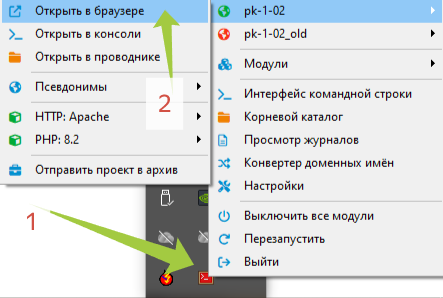 Открыть в браузере
Открыть в консоли
Открыть в проводнике
Псевдонимы
2
HTTP: Apache
PHP: 8.2
Отправить проект в архив
1
pk-1-02
pk-1-02_old
Модули
Интерфейс командной строки
Корневой каталог
Просмотр журналов
Конвертер доменных имён
Настройки
Выключить все модули
Перезапустить
Выйти